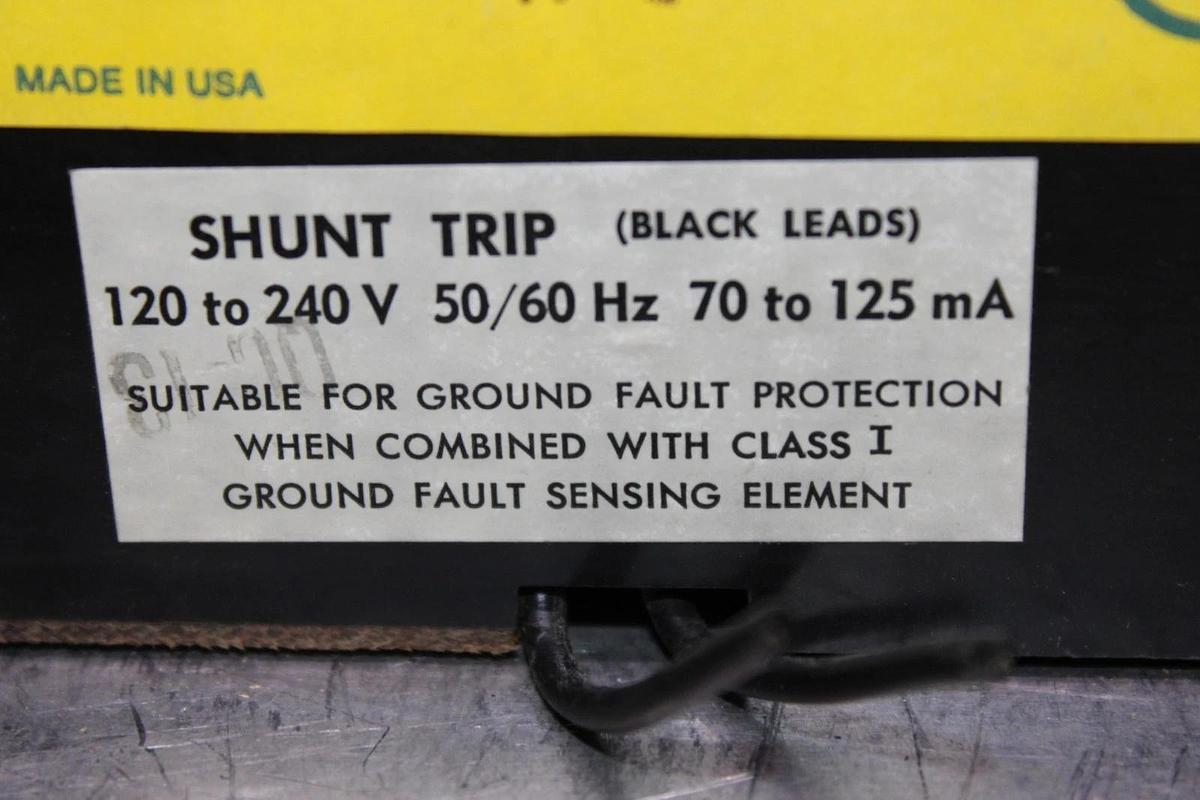 MADE IN USA
SHUNT TRIP (BLACK LEADS)
120 to 240 V 50/60 Hz 70 to 125 mA
SUITABLE FOR GROUND FAULT PROTECTION
WHEN COMBINED WITH CLASS I
GROUND FAULT SENSING ELEMENT